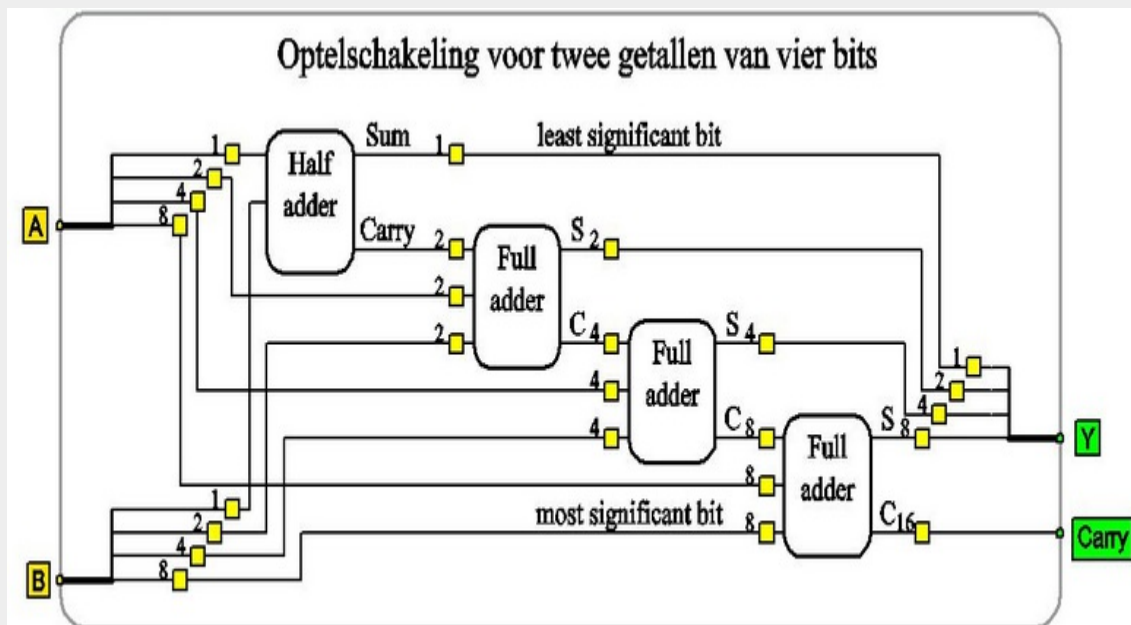 Optelschakeling voor twee getallen van vier bits
1 Half adder Sum 1 least significant bit
2
4
A 8
Carry 2 Full adder S 2
2
2 C 4 Full adder S 4 1
4 2
4 C 8 Full adder S 8 4
Y
8
1
2 most significant bit 8 C16 Carry
4
B 8